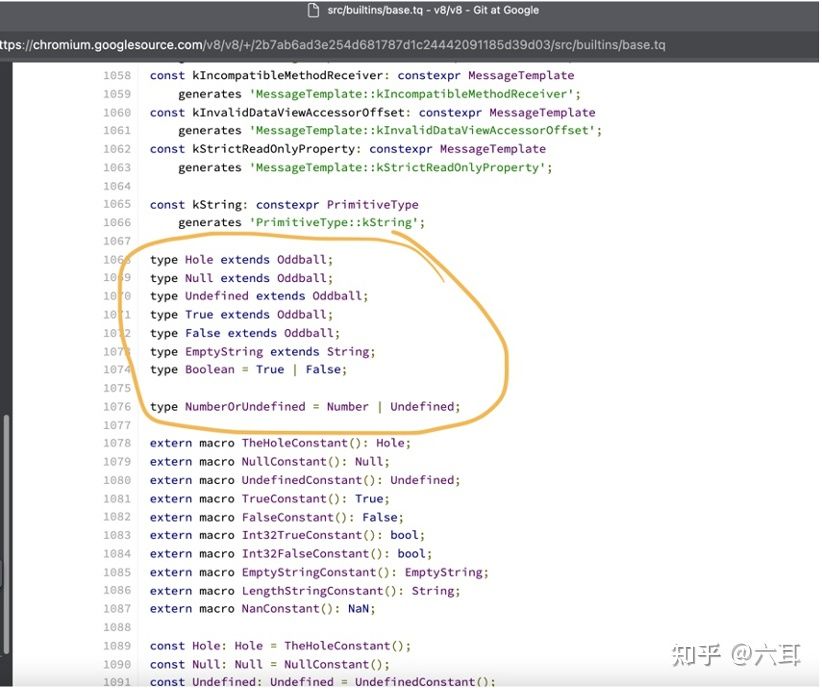 src/builtins/base.tq - v8/v8 - Git at Google
ttps://chromium.googlesource.com/v8/v8/+/2b7ab6ad3e254d681787d1c24442091185d39d03/src/builtins/base.tq
1058 const kIncompatibleMethodReceiver: constexpr MessageTemplate
1059 generates 'MessageTemplate::kIncompatibleMethodReceiver';
1060 const kInvalidDataViewAccessorOffset: constexpr MessageTemplate
1061 generates 'MessageTemplate::kInvalidDataViewAccessorOffset';
1062 const kStrictReadOnlyProperty: constexpr MessageTemplate
1063 generates 'MessageTemplate::kStrictReadOnlyProperty';
1064
1065 const kString: constexpr PrimitiveType
1066 generates 'PrimitiveType::kString';
1067
1068 type Hole extends Oddball;
1069 type Null extends Oddball;
1070 type Undefined extends Oddball;
1071 type True extends Oddball;
1072 type False extends Oddball;
1073 type EmptyString extends String;
1074 type Boolean = True | False;
1075
1076 type NumberOrUndefined = Number | Undefined;
1077
1078 extern macro TheHoleConstant(): Hole;
1079 extern macro NullConstant(): Null;
1080 extern macro UndefinedConstant(): Undefined;
1081 extern macro TrueConstant(): True;
1082 extern macro FalseConstant(): False;
1083 extern macro Int32TrueConstant(): bool;
1084 extern macro Int32FalseConstant(): bool;
1085 extern macro EmptyStringConstant(): EmptyString;
1086 extern macro LengthStringConstant(): String;
1087 extern macro NanConstant(): NaN;
1088
1089 const Hole: Hole = TheHoleConstant();
1090 const Null: Null = NullConstant();
1091 const Undefined: Undefined = UndefinedConstant();
知乎 @六耳